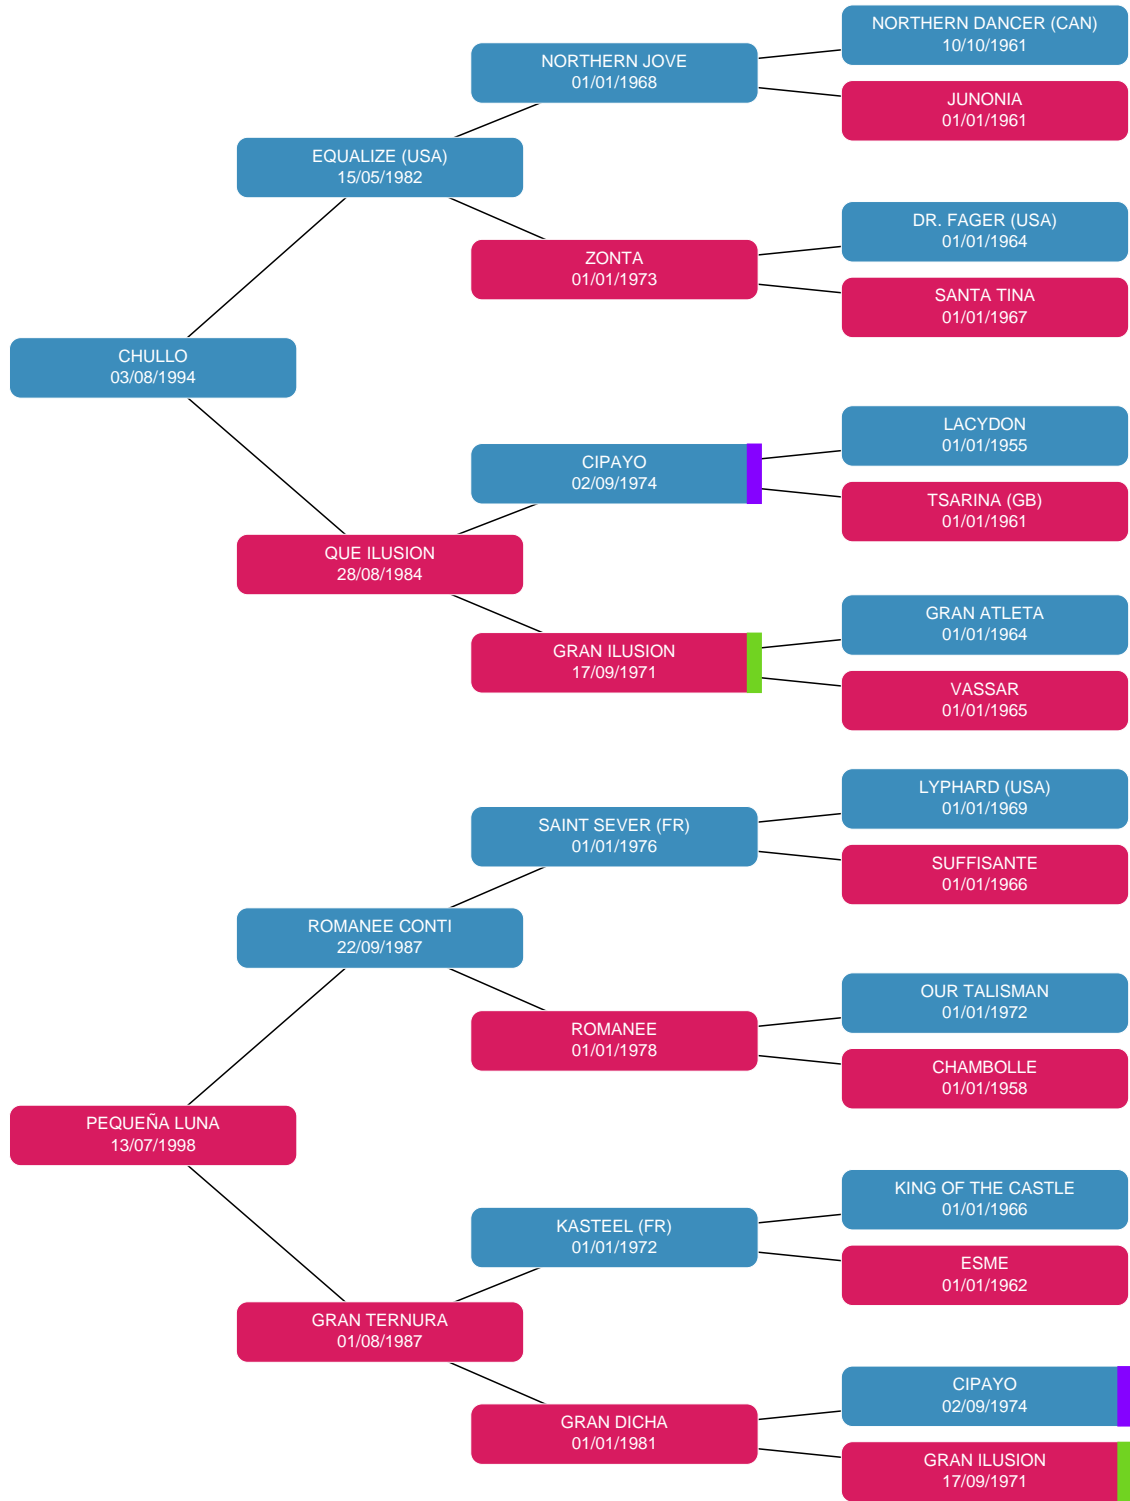 NORTHERN DANCER (CAN)
10/10/1961
NORTHERN JOVE
01/01/1968
JUNONIA
01/01/1961
EQUALIZE (USA)
15/05/1982
DR. FAGER (USA)
01/01/1964
ZONTA
01/01/1973
SANTA TINA
01/01/1967
CHULLO
03/08/1994
LACYDON
01/01/1955
CIPAYO
02/09/1974
TSARINA (GB)
01/01/1961
QUE ILUSION
28/08/1984
GRAN ATLETA
01/01/1964
GRAN ILUSION
17/09/1971
VASSAR
01/01/1965
LYPHARD (USA)
01/01/1969
SAINT SEVER (FR)
01/01/1976
SUFFISANTE
01/01/1966
ROMANEE CONTI
22/09/1987
OUR TALISMAN
01/01/1972
ROMANEE
01/01/1978
CHAMBOLLE
01/01/1958
PEQUEÑA LUNA
13/07/1998
KING OF THE CASTLE
01/01/1966
KASTEEL (FR)
01/01/1972
ESME
01/01/1962
GRAN TERNURA
01/08/1987
CIPAYO
02/09/1974
GRAN DICHA
01/01/1981
GRAN ILUSION
17/09/1971